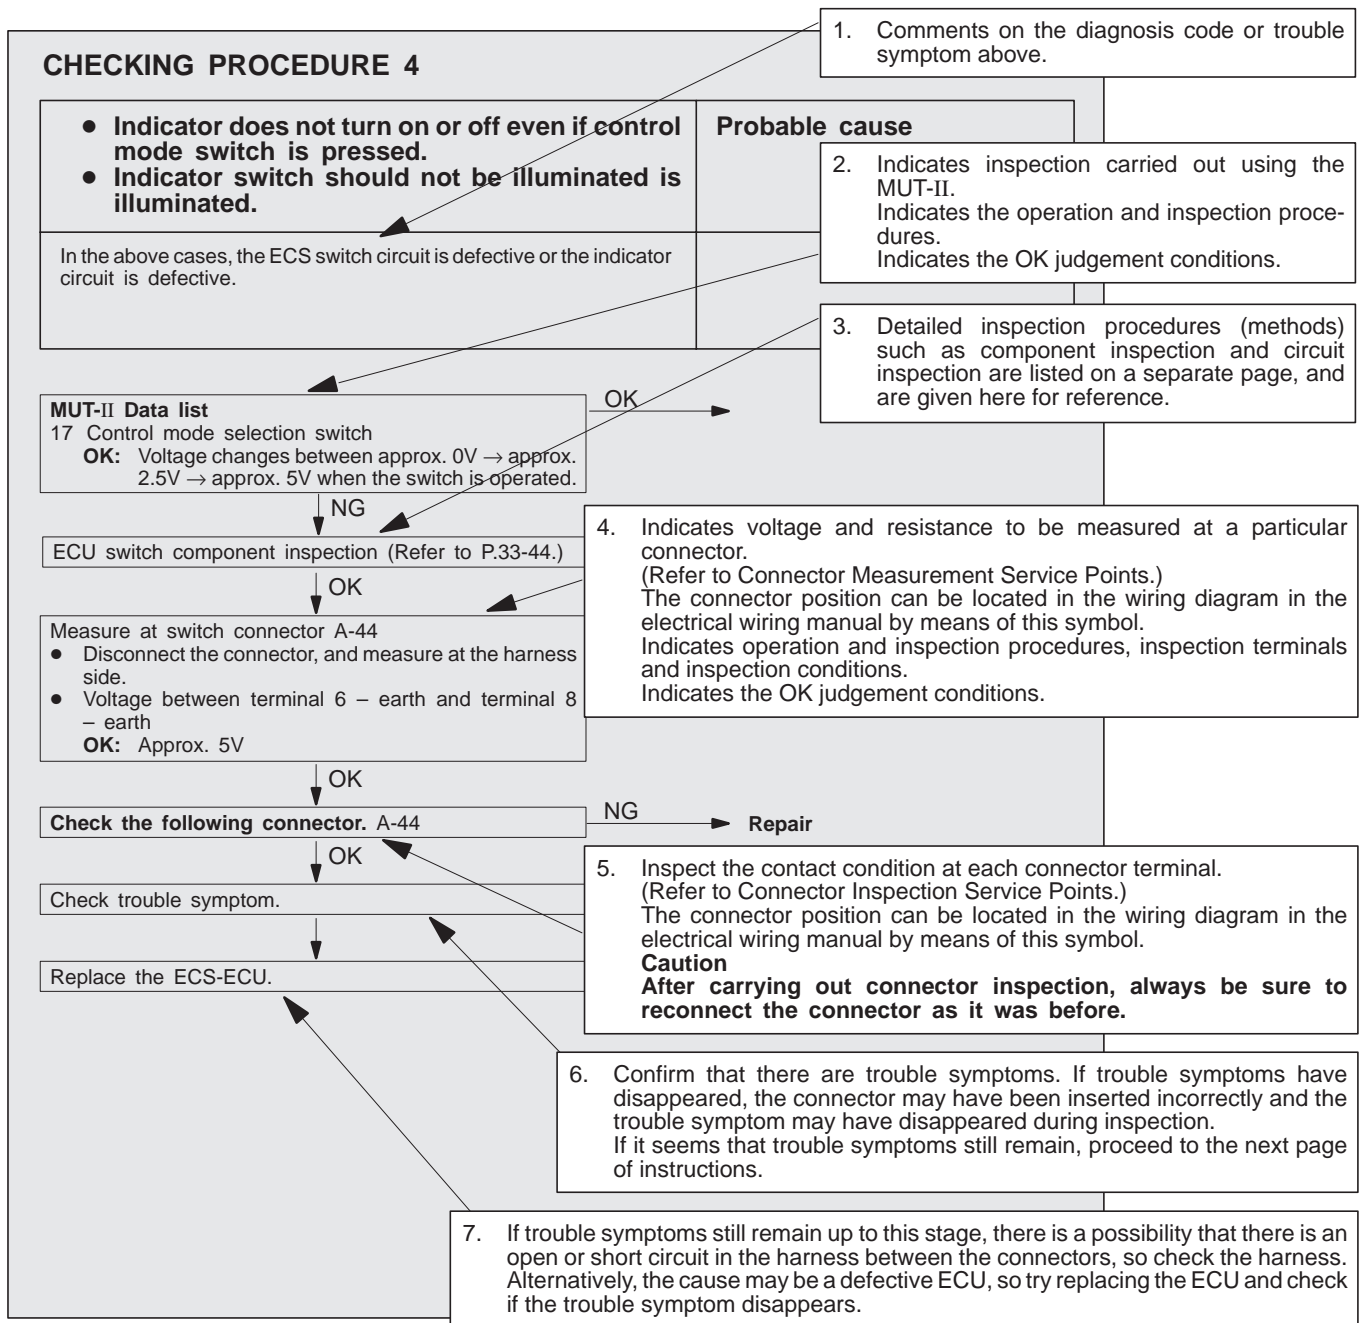 1. Comments on the diagnosis code or trouble
symptom above.
CHECKING PROCEDURE 4
● Indicator does not turn on or off even if control
mode switch is pressed.
● Indicator switch should not be illuminated is
illuminated.
Probable cause
2. Indicates inspection carried out using the
MUT-II.
Indicates the operation and inspection proce-
dures.
Indicates the OK judgement conditions.
In the above cases, the ECS switch circuit is defective or the indicator
circuit is defective.
3. Detailed inspection procedures (methods)
such as component inspection and circuit
inspection are listed on a separate page, and
are given here for reference.
MUT-II Data list
17 Control mode selection switch
OK: Voltage changes between approx. 0V → approx.
2.5V → approx. 5V when the switch is operated.
OK
NG
ECU switch component inspection (Refer to P.33-44.)
OK
4. Indicates voltage and resistance to be measured at a particular
connector.
(Refer to Connector Measurement Service Points.)
The connector position can be located in the wiring diagram in the
electrical wiring manual by means of this symbol.
Indicates operation and inspection procedures, inspection terminals
and inspection conditions.
Indicates the OK judgement conditions.
Measure at switch connector A-44
● Disconnect the connector, and measure at the harness
side.
● Voltage between terminal 6 – earth and terminal 8
– earth
OK: Approx. 5V
OK
Check the following connector. A-44
NG
Repair
OK
5. Inspect the contact condition at each connector terminal.
(Refer to Connector Inspection Service Points.)
The connector position can be located in the wiring diagram in the
electrical wiring manual by means of this symbol.
Caution
After carrying out connector inspection, always be sure to
reconnect the connector as it was before.
Check trouble symptom.
Replace the ECS-ECU.
6. Confirm that there are trouble symptoms. If trouble symptoms have
disappeared, the connector may have been inserted incorrectly and the
trouble symptom may have disappeared during inspection.
If it seems that trouble symptoms still remain, proceed to the next page
of instructions.
7. If trouble symptoms still remain up to this stage, there is a possibility that there is an
open or short circuit in the harness between the connectors, so check the harness.
Alternatively, the cause may be a defective ECU, so try replacing the ECU and check
if the trouble symptom disappears.